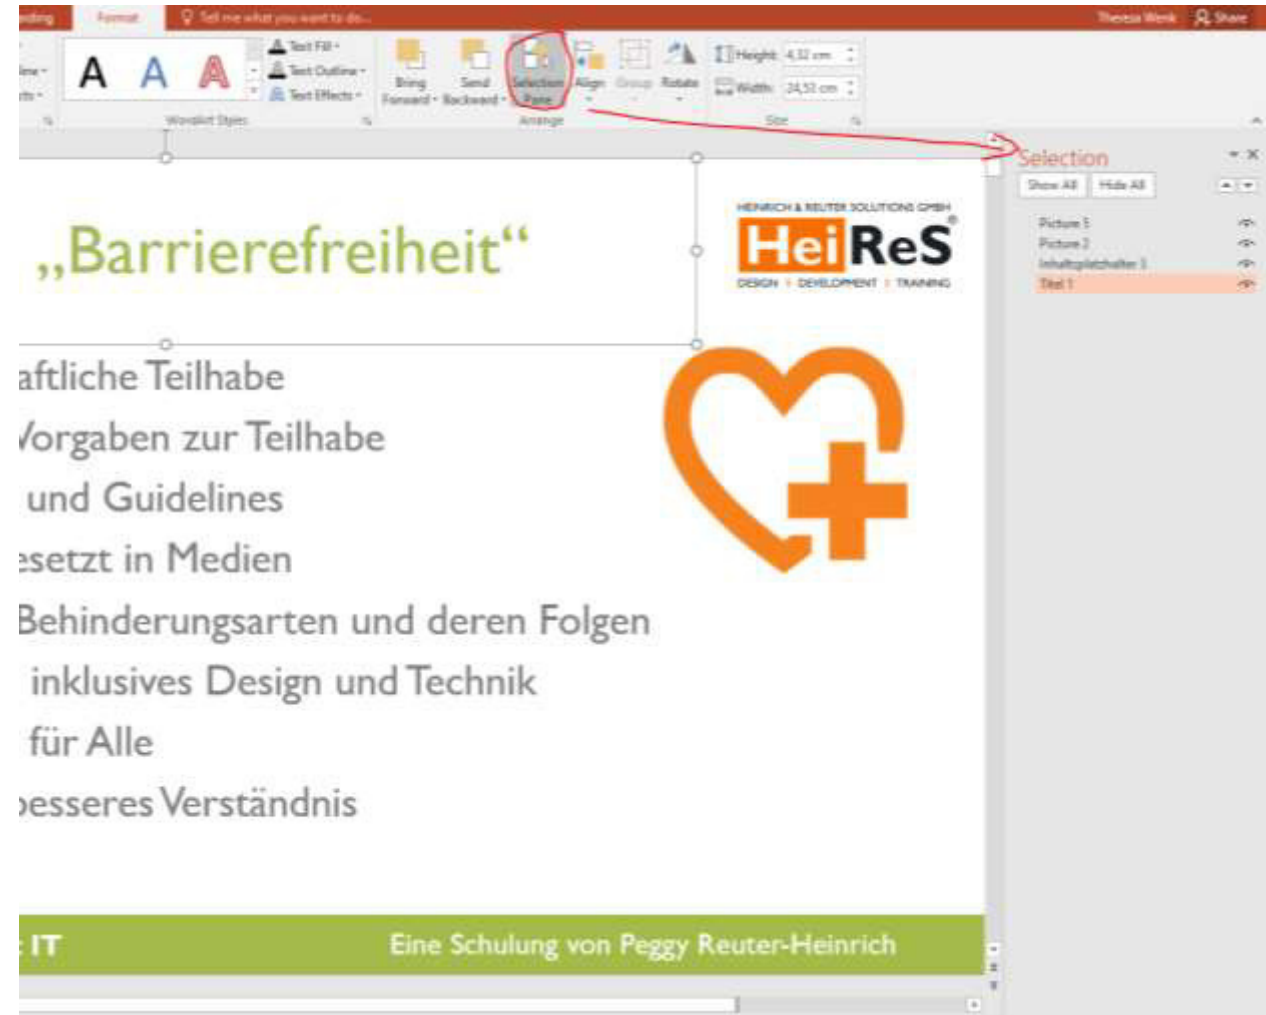 Format Tell me what you want to do... Theresa Wenk Share
A A A
Text Fill
Text Outline
Text Effects
Bring Forward
Send Backward
Selection Pane
Align
Group
Rotate
Height: 4,32 cm
Width:
WordArt Styles
Arrange
Size
Selection
Show All Hide All
Picture 5
Picture 2
Inhaltsplatzhalter 3
Titel 1
„Barrierefreiheit“
HEINRICH & REUTER SOLUTIONS GMBH
HeiReS®
DESIGN DEVELOPMENT TRAINING
aftliche Teilhabe
Vorgaben zur Teilhabe
und Guidelines
esetzt in Medien
Behinderungsarten und deren Folgen
inklusives Design und Technik
für Alle
besseres Verständnis
IT
Eine Schulung von Peggy Reuter-Heinrich